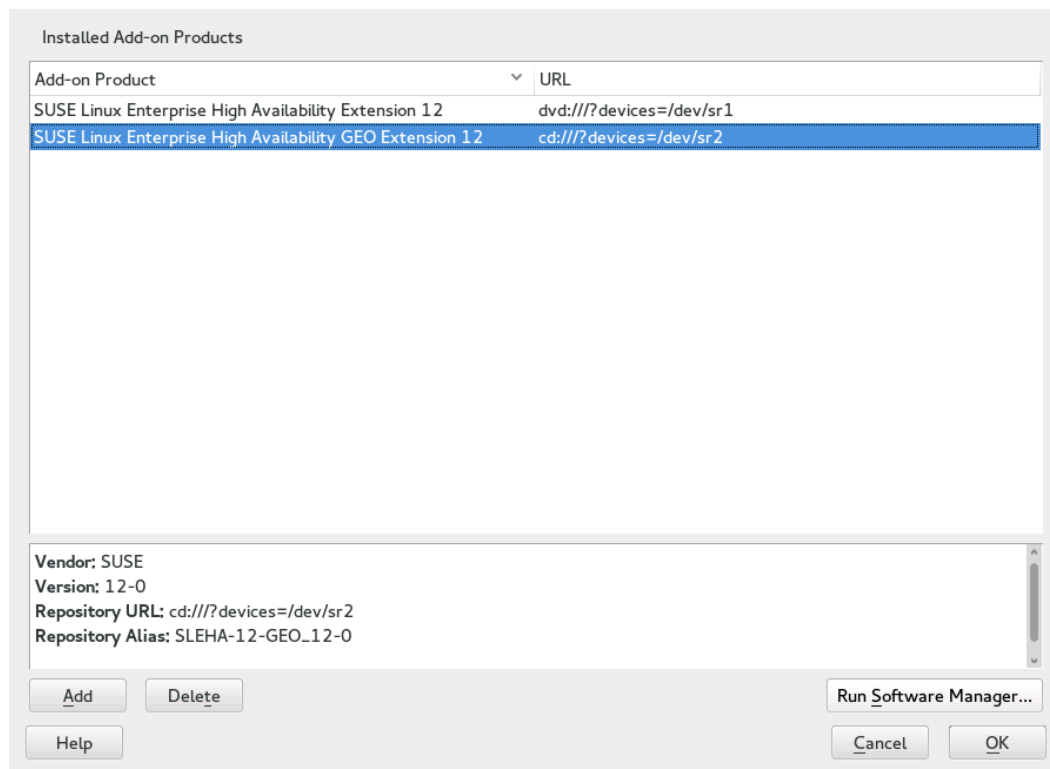 Installed Add-on Products
Add-on Product URL
SUSE Linux Enterprise High Availability Extension 12 dvd:///?devices=/dev/sr1
SUSE Linux Enterprise High Availability GEO Extension 12 cd:///?devices=/dev/sr2
Vendor: SUSE
Version: 12-0
Repository URL: cd:///?devices=/dev/sr2
Repository Alias: SLEHA-12-GEO_12-0
Add Delete Run Software Manager...
Help Cancel OK